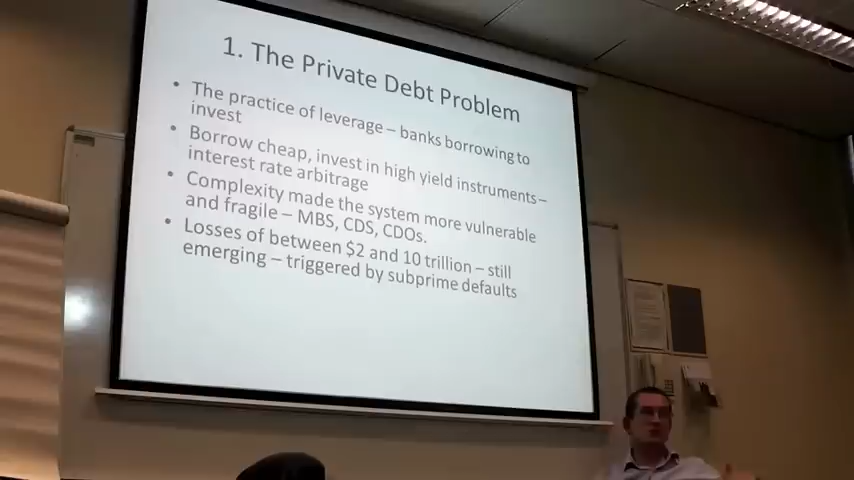 1. The Private Debt Problem
• The practice of leverage – banks borrowing to
invest
• Borrow cheap, invest in high yield instruments –
interest rate arbitrage
• Complexity made the system more vulnerable
and fragile – MBS, CDS, CDOs.
• Losses of between $2 and 10 trillion – still
emerging – triggered by subprime defaults